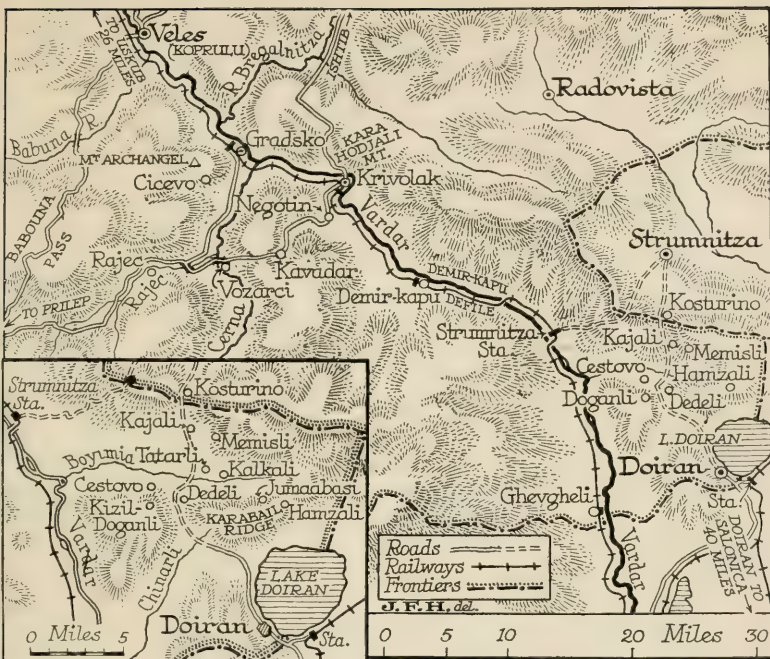 TO ÜSKÜB
26 MILES
Veles
(KOPRULU)
R. Bregalnitza
ISHTIB
Radovista
Babuna R.
Gradsko
KARA
HODJALI
MT.
MT. ARCHANGEL
Cicevo
Krivolak
Negotin
Vardar
BABOUNA
PASS
Strumnitza
Rajec
Rajec
Kavadar
Vozarci
TO PRILEP
Cerna
DEMIR-KAPU
DEFILE
Demir-kapu
Kosturino
Strumnitza
Sta.
Kajali
Memisli
Cestovo
Hamzali
Doganli
Dedeli
L. DOIRAN
Doiran
Sta.
Ghevgheli
DOIRAN TO
SALONICA
40 MILES
Vardar
Strumnitza
Sta.
Kosturino
Kajali
Memisli
Boyimia
Tatarli
Kalkali
Cestovo
Dedeli
Jumaabasi
Kizil-
Doganli
KARABAIL
RIDGE
Hamzali
Vardar
Chinarli
LAKE
DOIRAN
Doiran
Sta.
0 Miles 5
Roads
Railways
Frontiers
J.F.H. del.
0 5 10 20 Miles 30